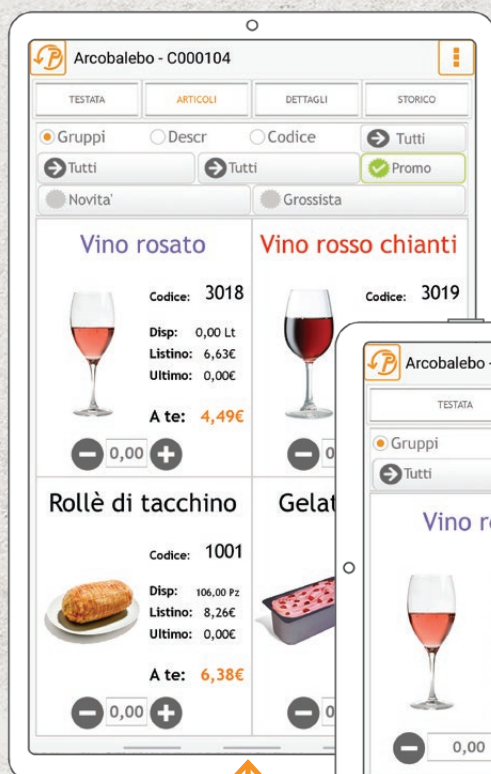 Arcobalebo - C000104
TESTATA ARTICOLI DETTAGLI STORICO
Gruppi Descr Codice Tutti
Tutti Tutti Promo
Novita' Grossista
Vino rosato
Codice: 3018
Disp: 0,00 Lt
Listino: 6,63€
Ultimo: 0,00€
A te: 4,49€
0,00
Vino rosso chianti
Codice: 3019
Rollè di tacchino
Codice: 1001
Disp: 106,00 Pz
Listino: 8,26€
Ultimo: 0,00€
A te: 6,38€
0,00
Arcobalebo -
TESTATA
Gruppi
Tutti
Vino
0,00